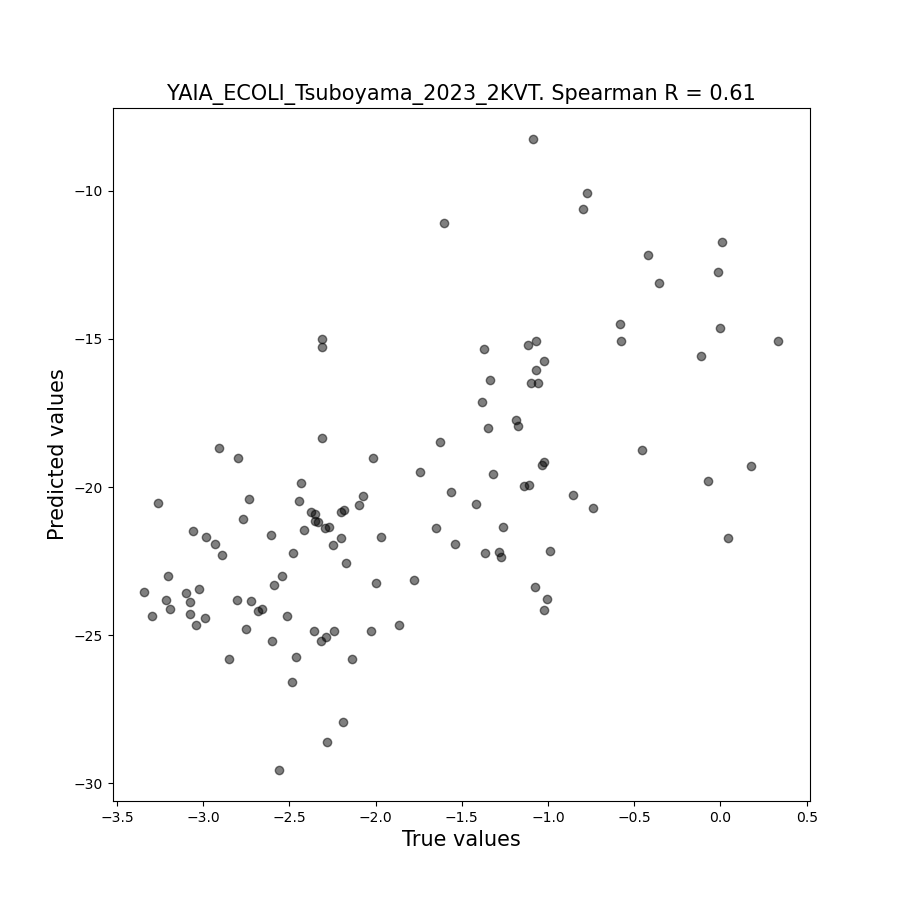 YAIA_ECOLI_Tsuboyama_2023_2KVT. Spearman R = 0.61
Predicted values
−10
−15
−20
−25
−30
−3.5 −3.0 −2.5 −2.0 −1.5 −1.0 −0.5 0.0 0.5
True values